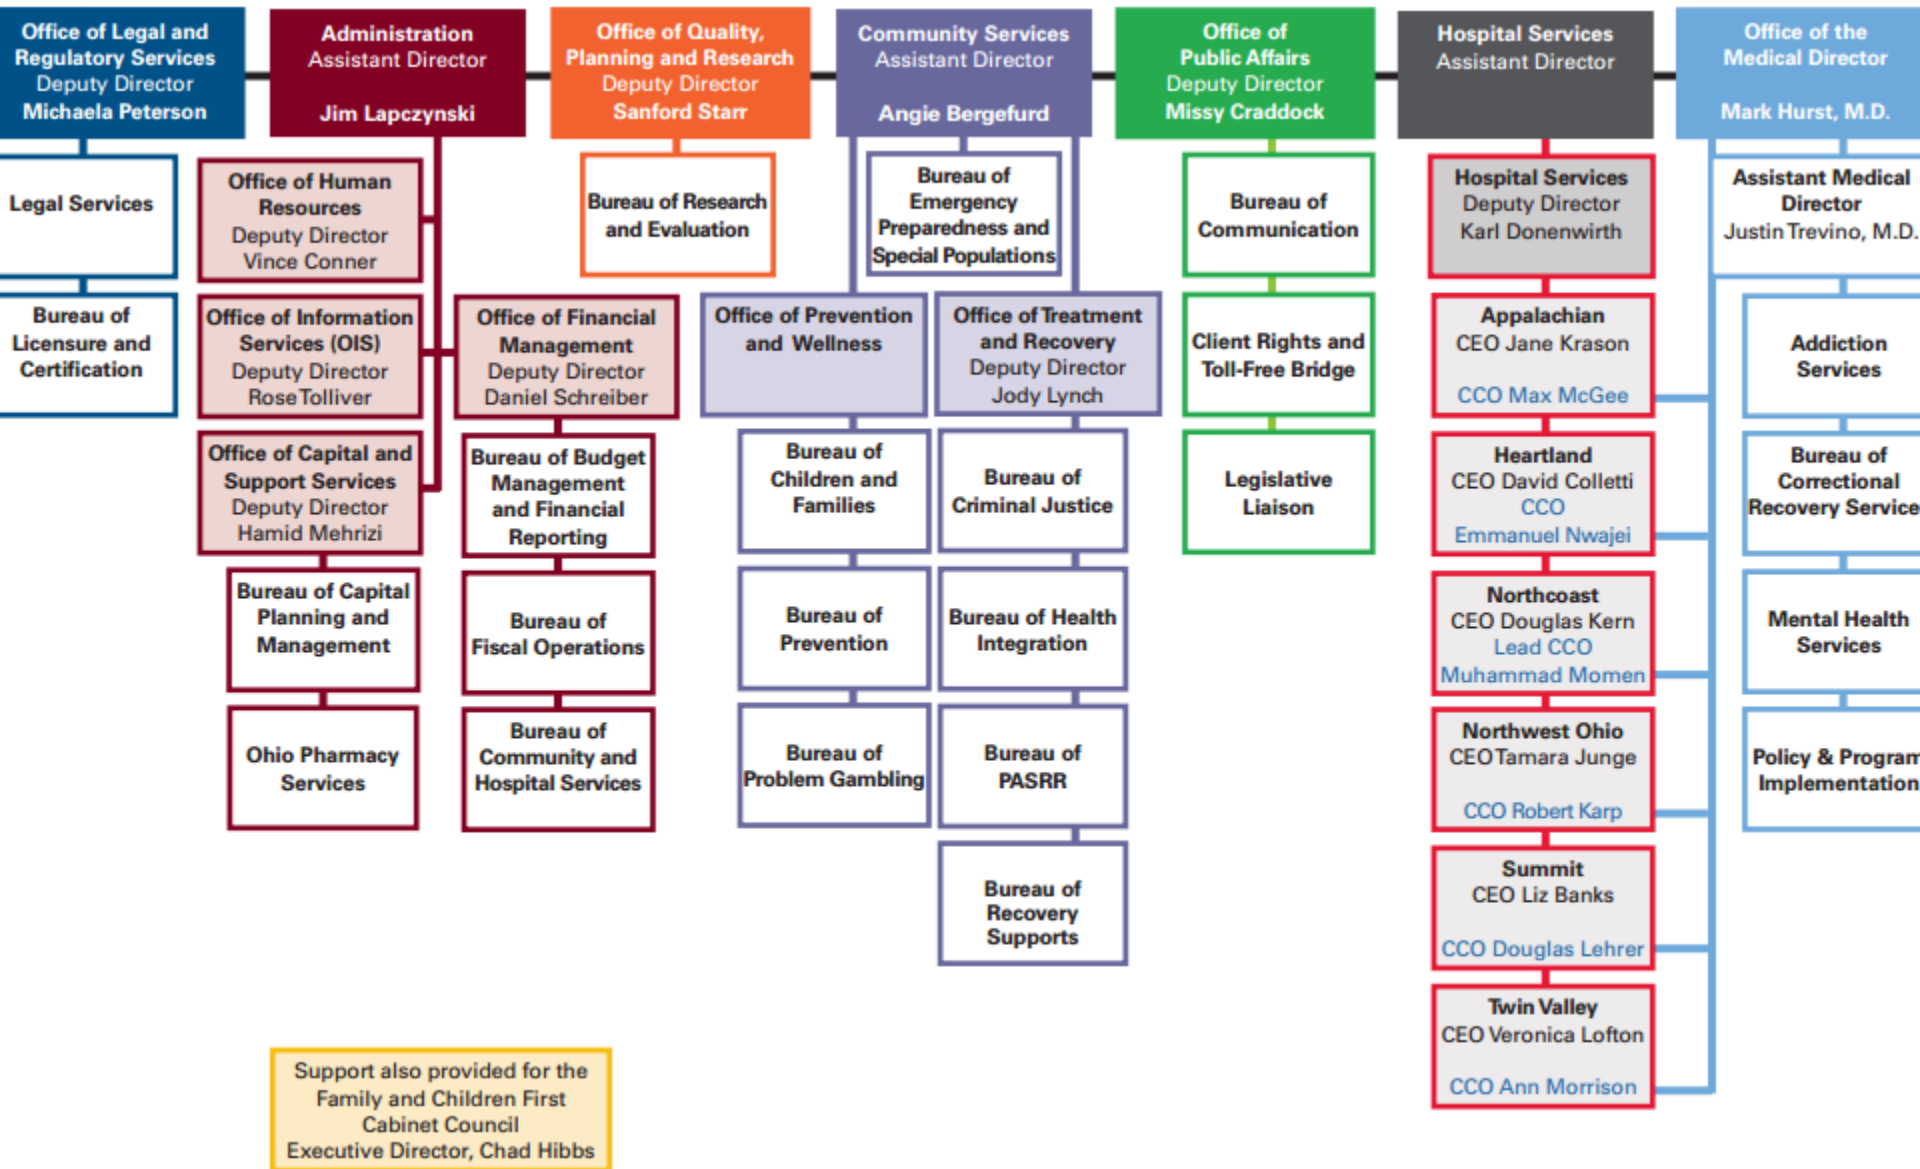 Office of Legal and
Regulatory Services
Deputy Director
Michaela Peterson
Legal Services
Bureau of
Licensure and
Certification
Administration
Assistant Director
Jim Lapczynski
Office of Human
Resources
Deputy Director
Vince Conner
Office of Information
Services (OIS)
Deputy Director
Rose Tolliver
Office of Capital and
Support Services
Deputy Director
Hamid Mehrizi
Bureau of Capital
Planning and
Management
Ohio Pharmacy
Services
Office of Financial
Management
Deputy Director
Daniel Schreiber
Bureau of Budget
Management
and Financial
Reporting
Bureau of
Fiscal Operations
Bureau of
Community and
Hospital Services
Office of Quality,
Planning and Research
Deputy Director
Sanford Starr
Bureau of Research
and Evaluation
Community Services
Assistant Director
Angie Bergefurd
Bureau of
Emergency
Preparedness and
Special Populations
Office of Prevention
and Wellness
Bureau of
Children and
Families
Bureau of
Prevention
Bureau of
Problem Gambling
Office of Treatment
and Recovery
Deputy Director
Jody Lynch
Bureau of
Criminal Justice
Bureau of Health
Integration
Bureau of
PASRR
Bureau of
Recovery
Supports
Office of
Public Affairs
Deputy Director
Missy Craddock
Bureau of
Communication
Client Rights and
Toll-Free Bridge
Legislative
Liaison
Hospital Services
Assistant Director
Hospital Services
Deputy Director
Karl Donenwirth
Appalachian
CEO Jane Krason
CCO Max McGee
Heartland
CEO David Colletti
CCO
Emmanuel Nwajei
Northcoast
CEO Douglas Kern
Lead CCO
Muhammad Momen
Northwest Ohio
CEO Tamara Junge
CCO Robert Karp
Summit
CEO Liz Banks
CCO Douglas Lehrer
Twin Valley
CEO Veronica Lofton
CCO Ann Morrison
Office of the
Medical Director
Mark Hurst, M.D.
Assistant Medical
Director
Justin Trevino, M.D.
Addiction
Services
Bureau of
Correctional
Recovery Service
Mental Health
Services
Policy & Program
Implementation
Support also provided for the
Family and Children First
Cabinet Council
Executive Director, Chad Hibbs